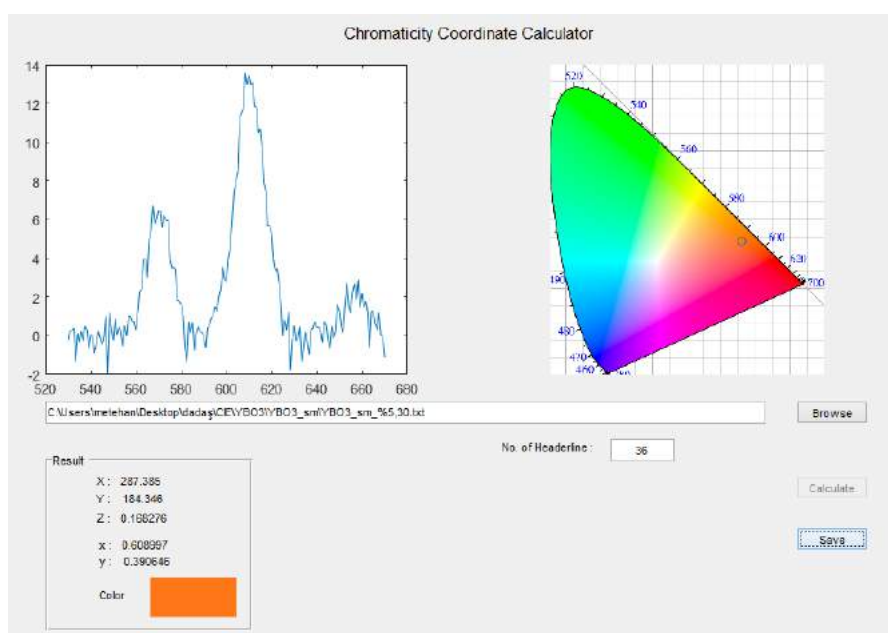 Chromaticity Coordinate Calculator
14
12
10
8
6
4
2
0
-2
520 540 560 580 600 620 640 660 680
520
540
560
580
600
620
700
490
480
470
460
C:\Users\metehan\Desktop\dadaş\CIE\YBO3\YBO3_sm\YBO3_sm_%5,30.txt
Browse
No. of Headerline :
36
Calculate
Save
Result
X : 287.385
Y : 184.346
Z : 0.168276
x : 0.608997
y : 0.390646
Color